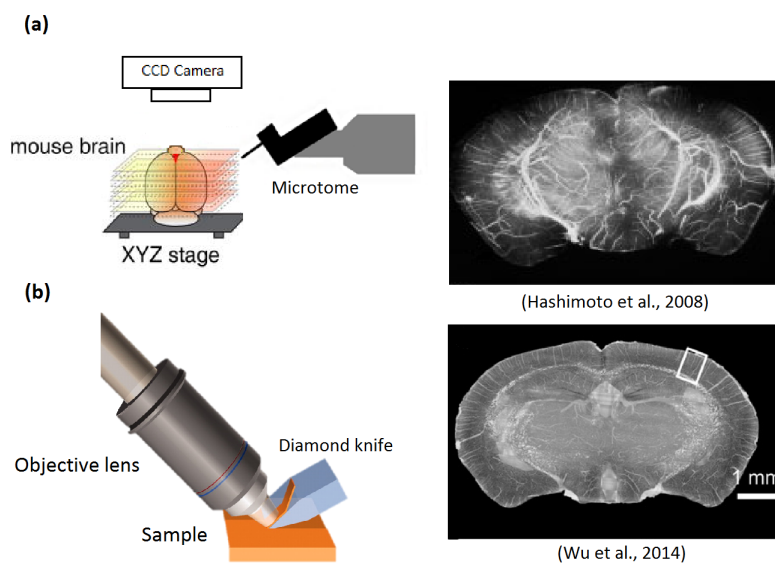 (a)
CCD Camera
mouse brain
Microtome
XYZ stage
(Hashimoto et al., 2008)
(b)
Objective lens
Diamond knife
Sample
1 mm
(Wu et al., 2014)